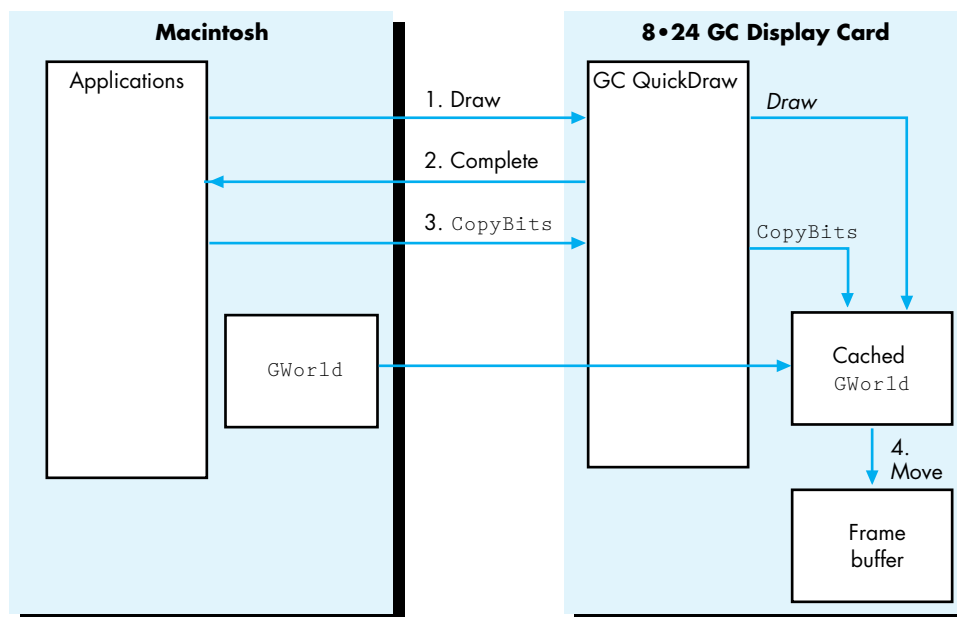 Macintosh
8•24 GC Display Card
Applications
GC QuickDraw
1. Draw
Draw
2. Complete
3. CopyBits
CopyBits
GWorld
Cached
GWorld
4.
Move
Frame
buffer